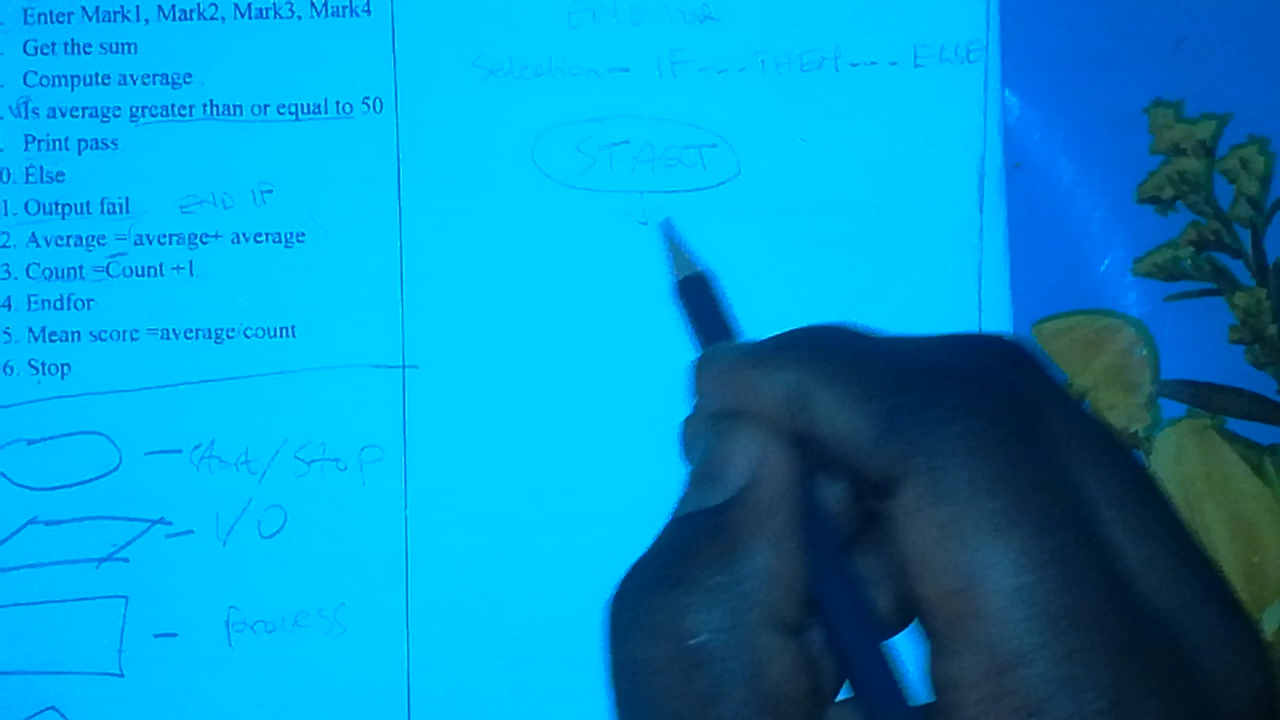 . Enter Mark1, Mark2, Mark3, Mark4
. Get the sum
. Compute average
. Is average greater than or equal to 50
. Print pass
0. Else
1. Output fail END IF
2. Average = average+ average
3. Count =Count +1
4. Endfor
5. Mean score =average/count
6. Stop
— Start/Stop
– I/O
- process
Selection – IF---THEN---- ELSE
START